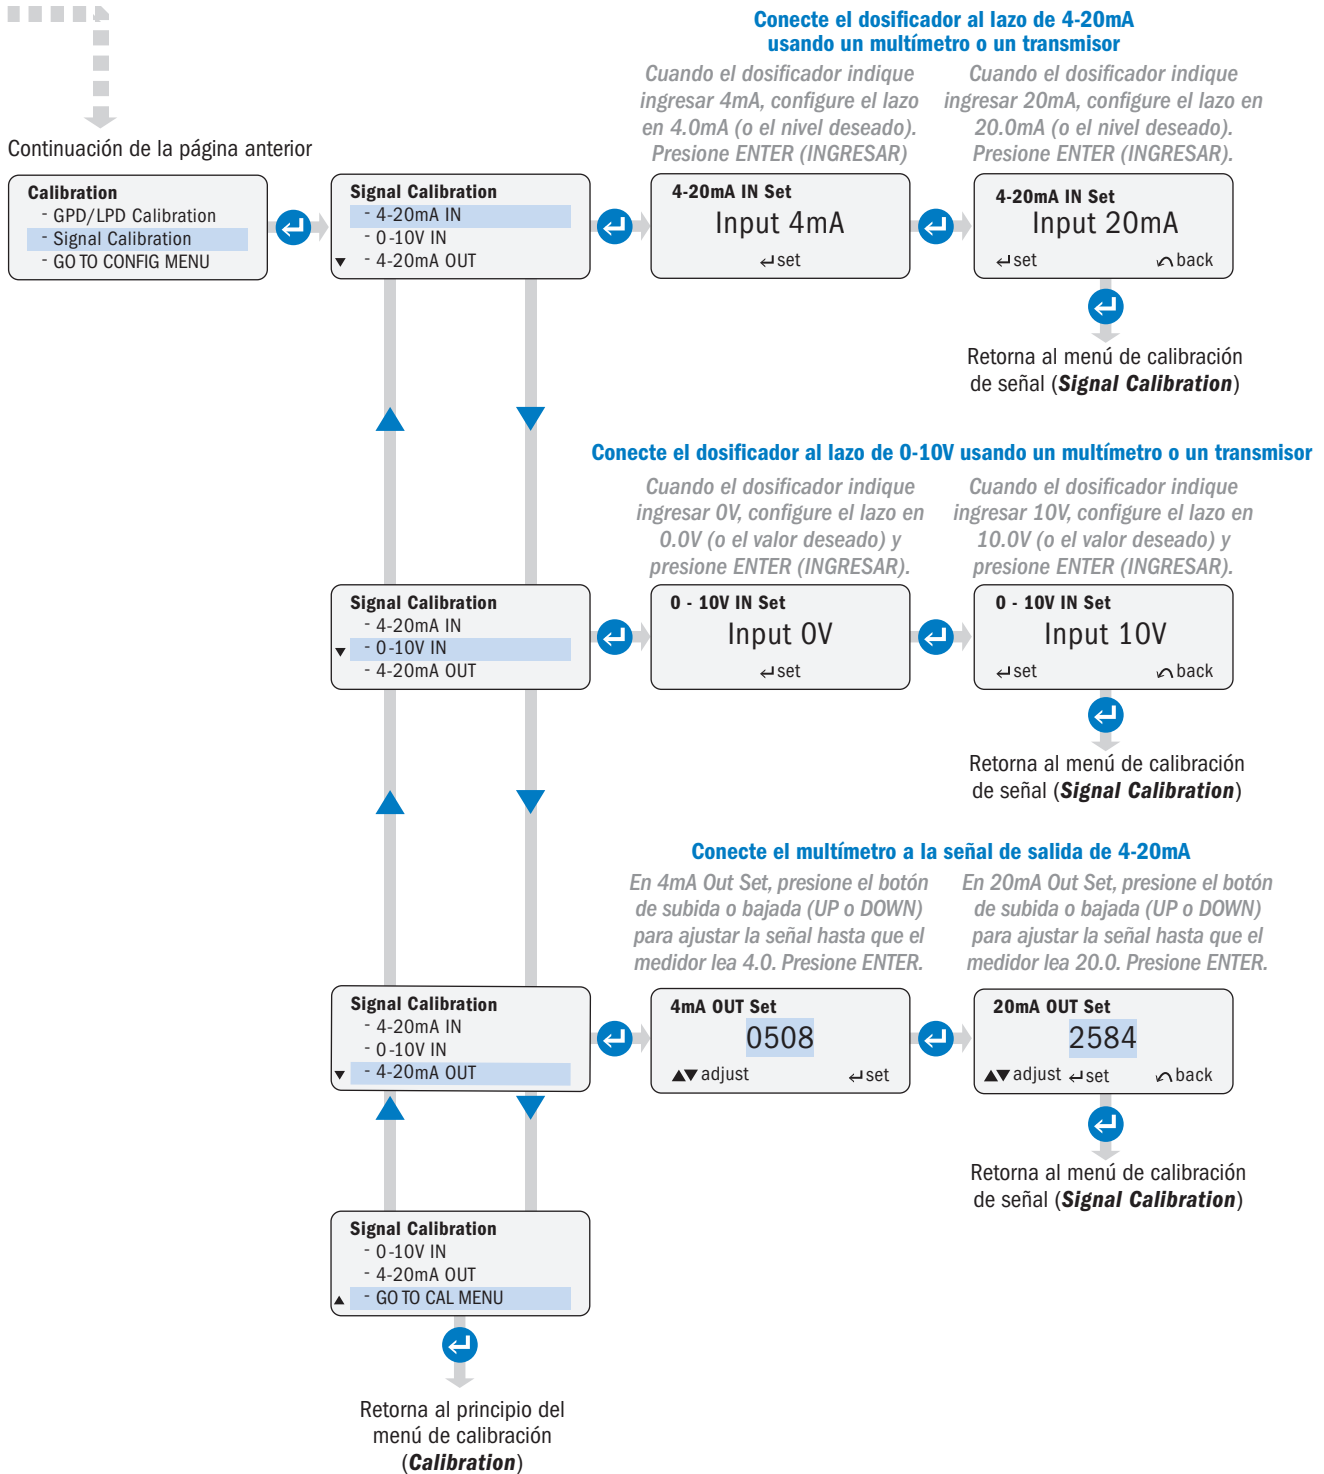 Conecte el dosificador al lazo de 4-20mA
usando un multímetro o un transmisor
Cuando el dosificador indique
ingresar 4mA, configure el lazo
en 4.0mA (o el nivel deseado).
Presione ENTER (INGRESAR)
Cuando el dosificador indique
ingresar 20mA, configure el lazo en
20.0mA (o el nivel deseado).
Presione ENTER (INGRESAR).
Continuación de la página anterior
Calibration
- GPD/LPD Calibration
- Signal Calibration
- GO TO CONFIG MENU
Signal Calibration
- 4-20mA IN
- 0-10V IN
▼ - 4-20mA OUT
4-20mA IN Set
Input 4mA
↵ set
4-20mA IN Set
Input 20mA
↵ set ↶ back
Retorna al menú de calibración
de señal (Signal Calibration)
Conecte el dosificador al lazo de 0-10V usando un multímetro o un transmisor
Cuando el dosificador indique
ingresar 0V, configure el lazo en
0.0V (o el valor deseado) y
presione ENTER (INGRESAR).
Cuando el dosificador indique
ingresar 10V, configure el lazo en
10.0V (o el valor deseado) y
presione ENTER (INGRESAR).
Signal Calibration
- 4-20mA IN
▼ - 0-10V IN
- 4-20mA OUT
0 - 10V IN Set
Input 0V
↵ set
0 - 10V IN Set
Input 10V
↵ set ↶ back
Retorna al menú de calibración
de señal (Signal Calibration)
Conecte el multímetro a la señal de salida de 4-20mA
En 4mA Out Set, presione el botón
de subida o bajada (UP o DOWN)
para ajustar la señal hasta que el
medidor lea 4.0. Presione ENTER.
En 20mA Out Set, presione el botón
de subida o bajada (UP o DOWN)
para ajustar la señal hasta que el
medidor lea 20.0. Presione ENTER.
Signal Calibration
- 4-20mA IN
- 0-10V IN
▼ - 4-20mA OUT
4mA OUT Set
0508
▲▼ adjust ↵ set
20mA OUT Set
2584
▲▼ adjust ↵ set ↶ back
Retorna al menú de calibración
de señal (Signal Calibration)
Signal Calibration
- 0-10V IN
- 4-20mA OUT
▲ - GO TO CAL MENU
Retorna al principio del
menú de calibración
(Calibration)